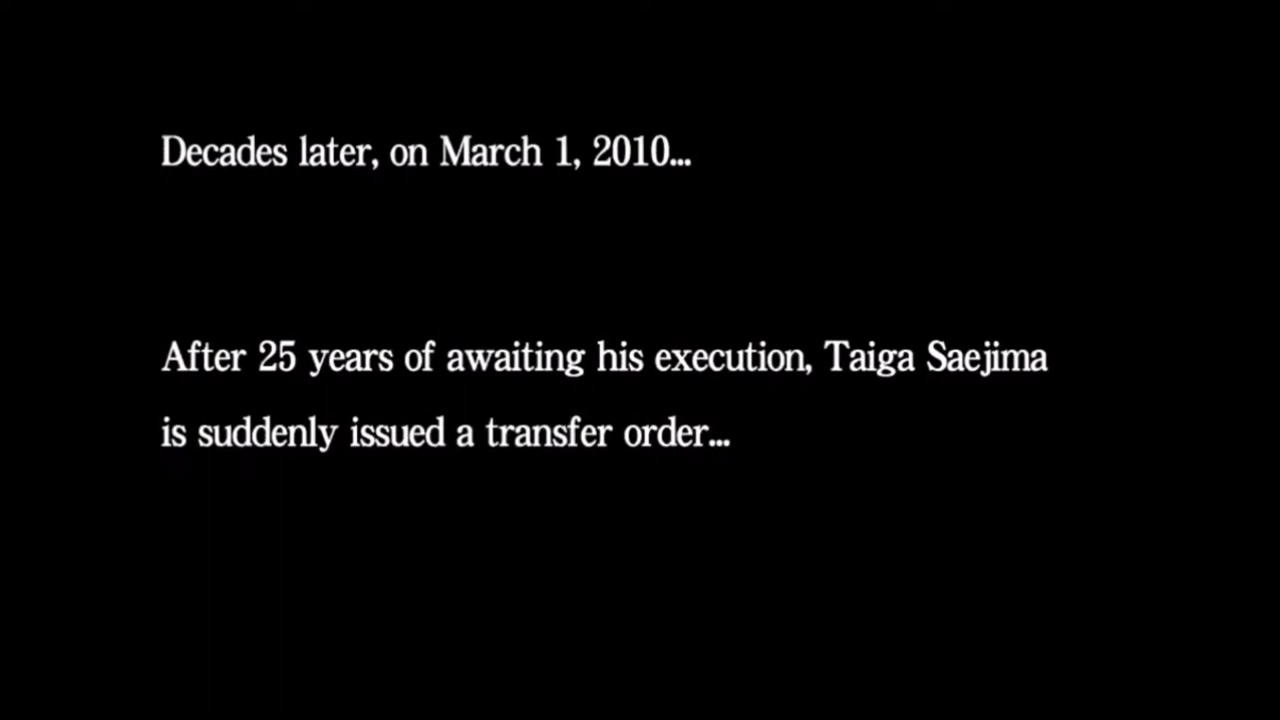 Decades later, on March 1, 2010...
After 25 years of awaiting his execution, Taiga Saejima
is suddenly issued a transfer order...